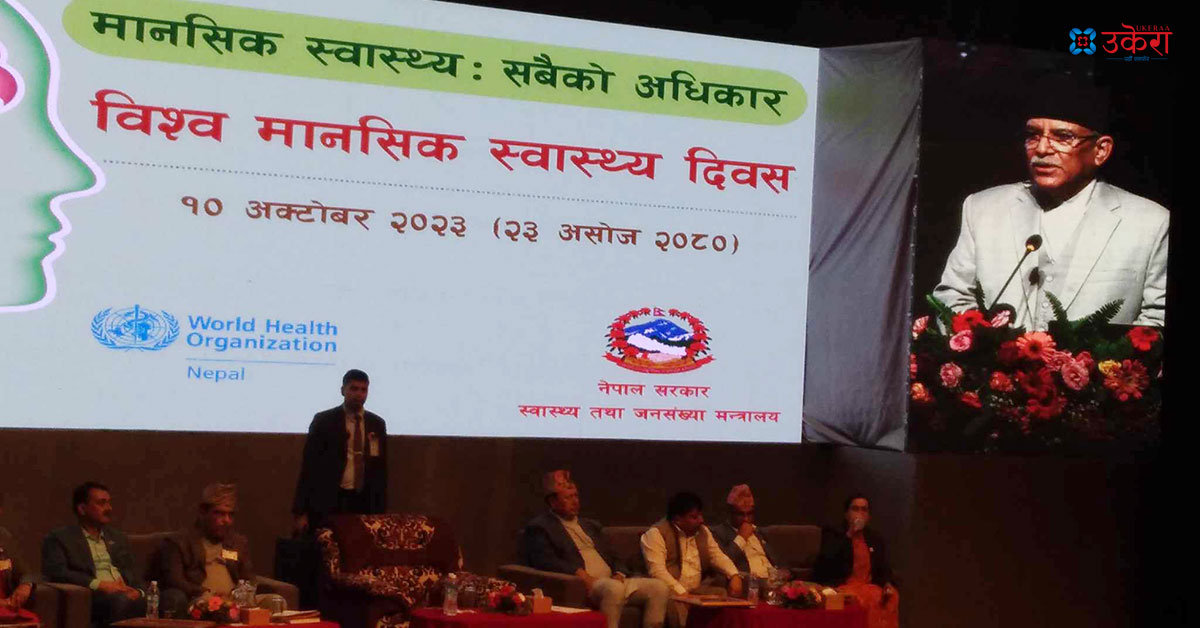 मानसिक स्वास्थ्य : सबैको अधिकार
विश्व मानसिक स्वास्थ्य दिवस
१० अक्टोबर २०२३ (२३ असोज २०८०)
World Health
Organization
Nepal
नेपाल सरकार
स्वास्थ्य तथा जनसंख्या मन्त्रालय
UKERAA
उकेरा